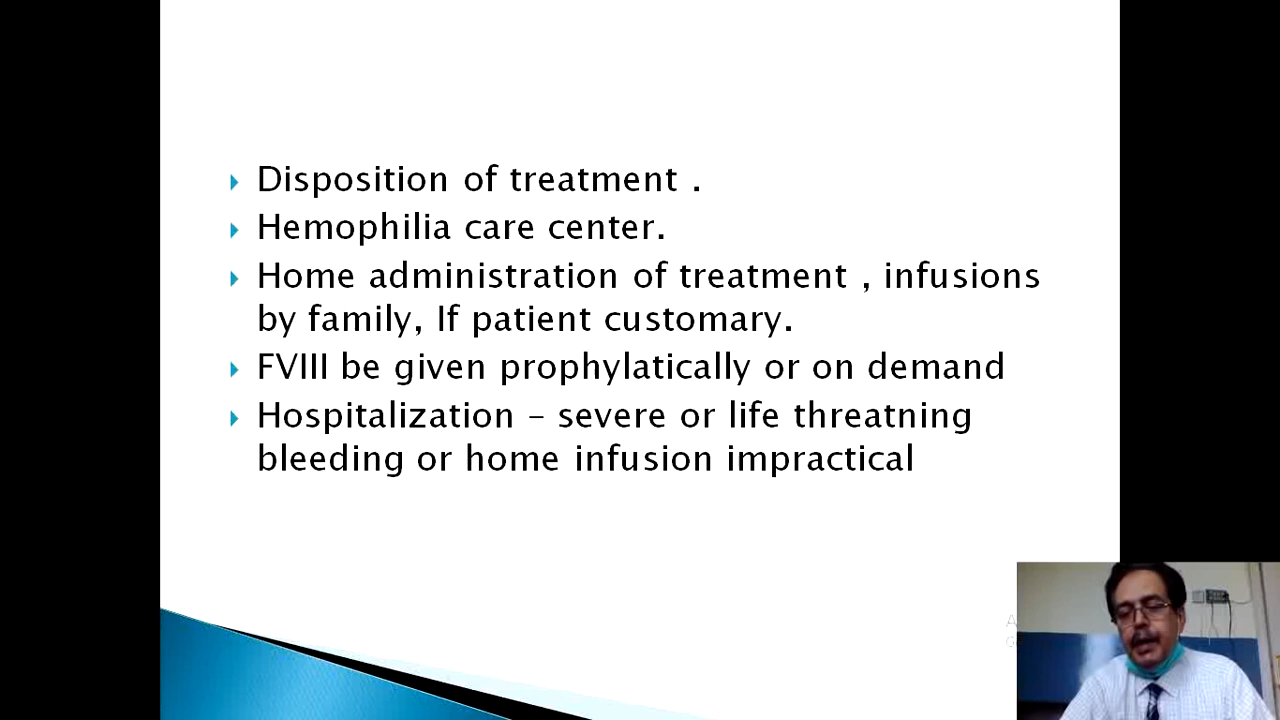 Disposition of treatment .
Hemophilia care center.
Home administration of treatment , infusions
by family, If patient customary.
FVIII be given prophylatically or on demand
Hospitalization – severe or life threatning
bleeding or home infusion impractical